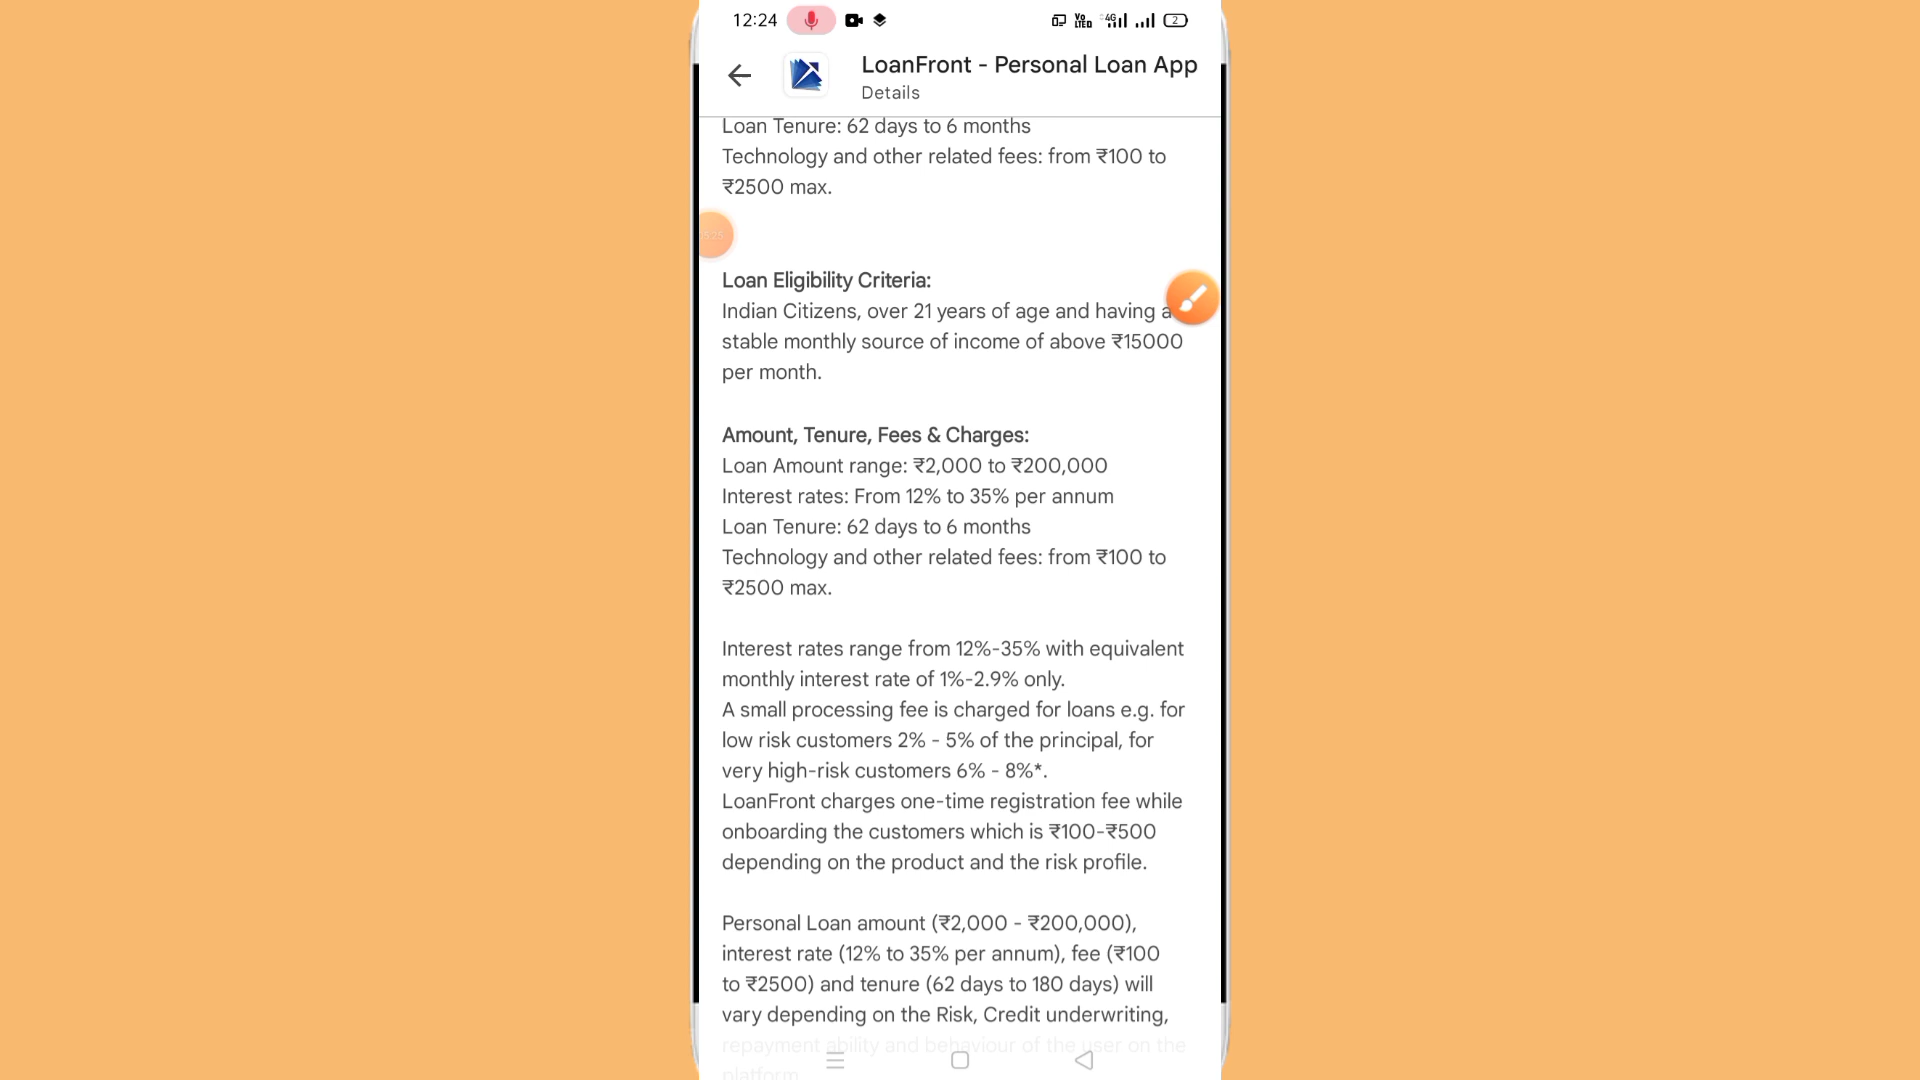 12:24
VO LTED 4G 2
LoanFront - Personal Loan App
Details
Loan Tenure: 62 days to 6 months
Technology and other related fees: from ₹100 to
₹2500 max.
Loan Eligibility Criteria:
Indian Citizens, over 21 years of age and having a
stable monthly source of income of above ₹15000
per month.
Amount, Tenure, Fees & Charges:
Loan Amount range: ₹2,000 to ₹200,000
Interest rates: From 12% to 35% per annum
Loan Tenure: 62 days to 6 months
Technology and other related fees: from ₹100 to
₹2500 max.
Interest rates range from 12%-35% with equivalent
monthly interest rate of 1%-2.9% only.
A small processing fee is charged for loans e.g. for
low risk customers 2% - 5% of the principal, for
very high-risk customers 6% - 8%*.
LoanFront charges one-time registration fee while
onboarding the customers which is ₹100-₹500
depending on the product and the risk profile.
Personal Loan amount (₹2,000 - ₹200,000),
interest rate (12% to 35% per annum), fee (₹100
to ₹2500) and tenure (62 days to 180 days) will
vary depending on the Risk, Credit underwriting,
repayment ability and behaviour of the user on the
platform